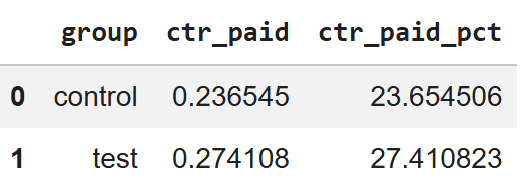 group ctr_paid ctr_paid_pct
0 control 0.236545 23.654506
1 test 0.274108 27.410823